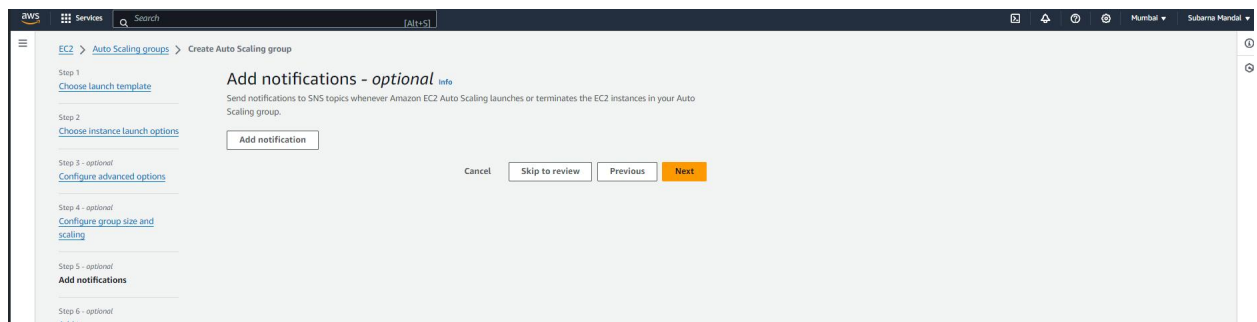 aws
Services
Search
[Alt+S]
Mumbai
Subarna Mandal
EC2 > Auto Scaling groups > Create Auto Scaling group
Step 1
Choose launch template
Step 2
Choose instance launch options
Step 3 - optional
Configure advanced options
Step 4 - optional
Configure group size and
scaling
Step 5 - optional
Add notifications
Step 6 - optional
Add notifications - optional Info
Send notifications to SNS topics whenever Amazon EC2 Auto Scaling launches or terminates the EC2 instances in your Auto
Scaling group.
Add notification
Cancel
Skip to review
Previous
Next